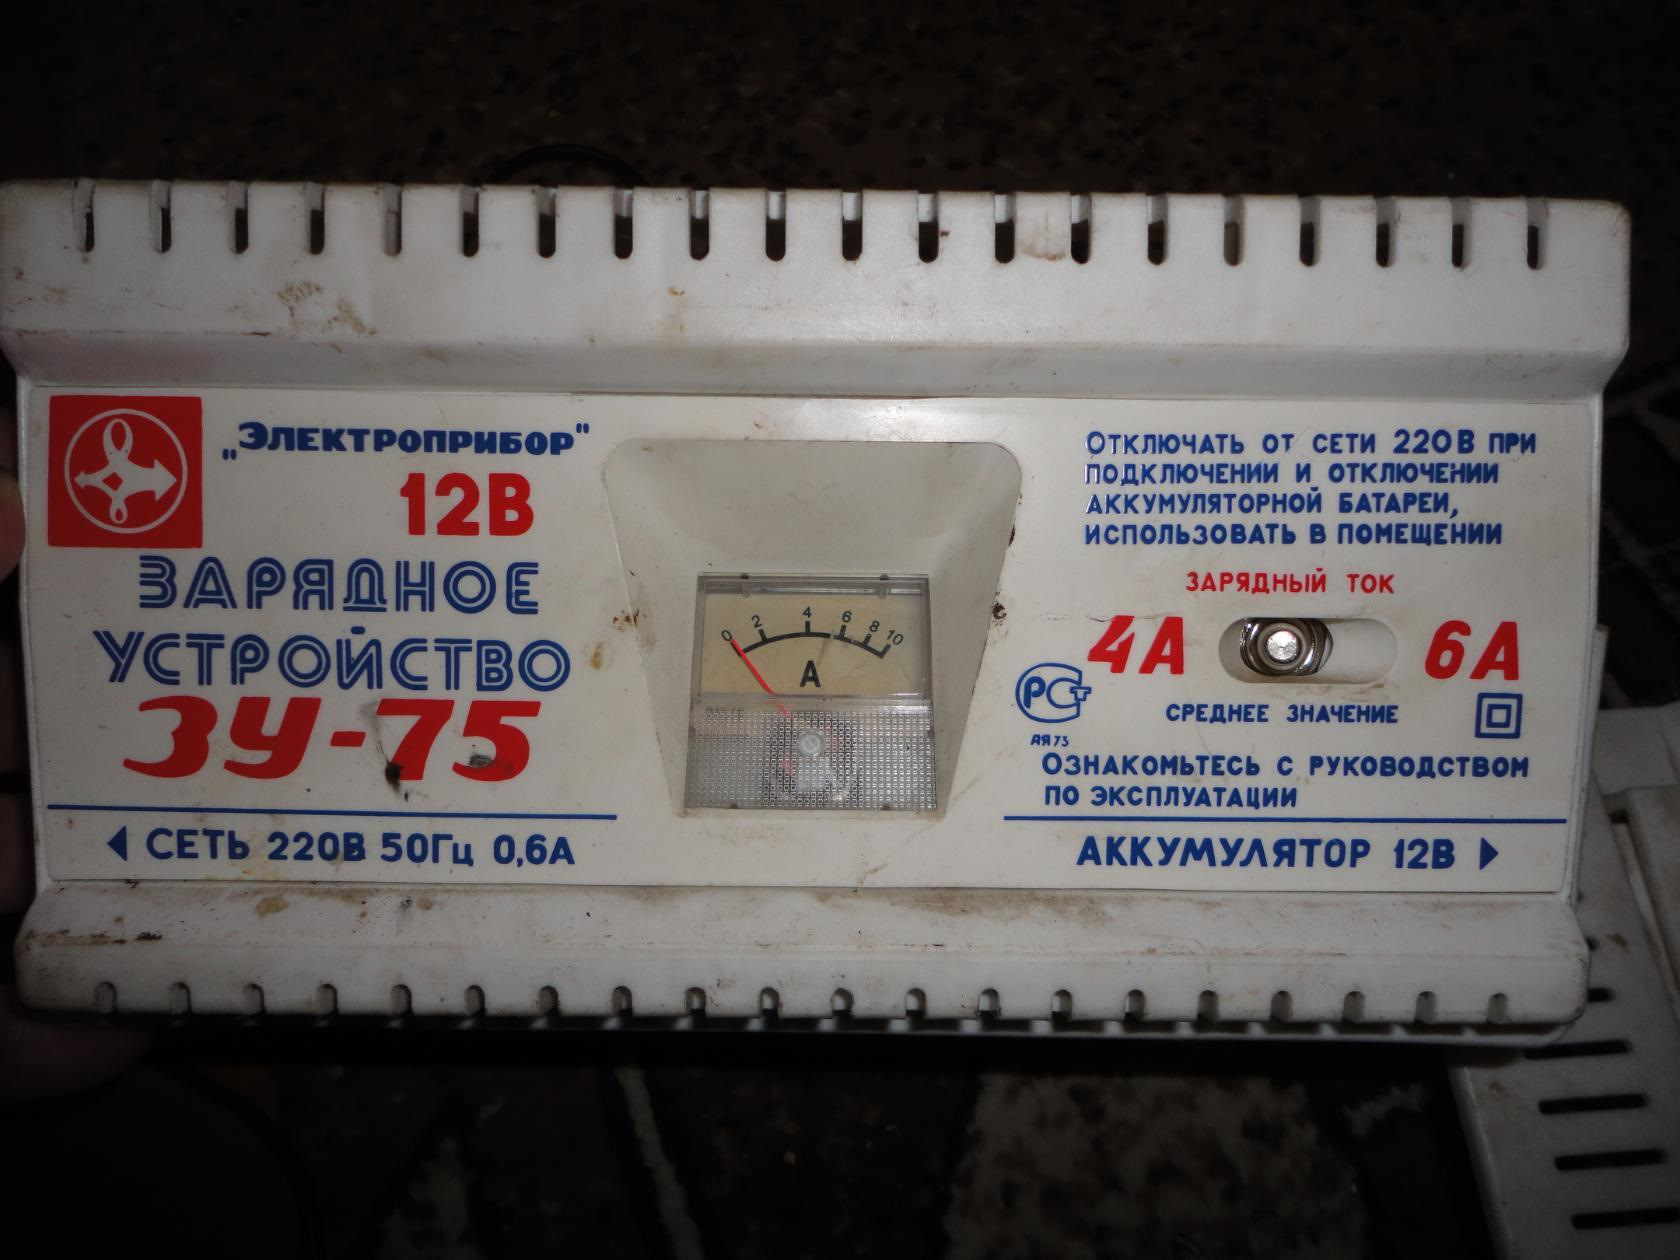 „Электроприбор"
12В
ЗАРЯДНОЕ
УСТРОЙСТВО
ЗУ-75
◀ СЕТЬ 220В 50Гц 0,6А
0 2 4 6 8 10
А
ОТКЛЮЧАТЬ ОТ СЕТИ 220В ПРИ
ПОДКЛЮЧЕНИИ И ОТКЛЮЧЕНИИ
АККУМУЛЯТОРНОЙ БАТАРЕИ,
ИСПОЛЬЗОВАТЬ В ПОМЕЩЕНИИ
ЗАРЯДНЫЙ ТОК
4А 6А
РСТ
АЯ73
СРЕДНЕЕ ЗНАЧЕНИЕ
ОЗНАКОМЬТЕСЬ С РУКОВОДСТВОМ
ПО ЭКСПЛУАТАЦИИ
АККУМУЛЯТОР 12В ▶